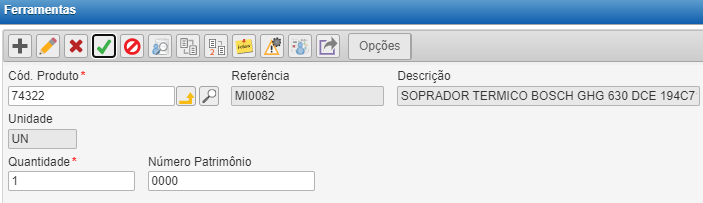 Ferramentas
Opções
Cód. Produto * Referência Descrição
74322 MI0082 SOPRADOR TERMICO BOSCH GHG 630 DCE 194C7
Unidade
UN
Quantidade * Número Patrimônio
1 0000